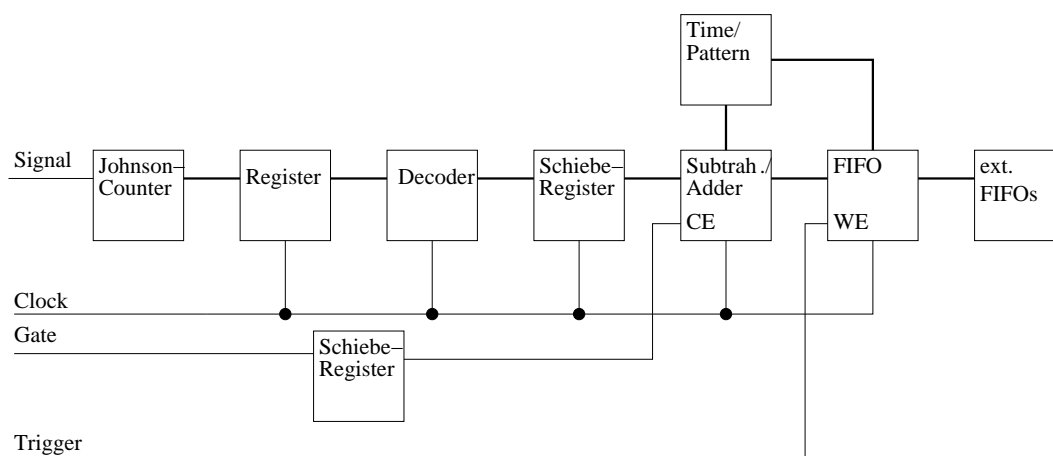 Time/
Pattern
Signal
Johnson–
Counter
Register
Decoder
Schiebe–
Register
Subtrah./
Adder
CE
FIFO
WE
ext.
FIFOs
Clock
Gate
Schiebe–
Register
Trigger